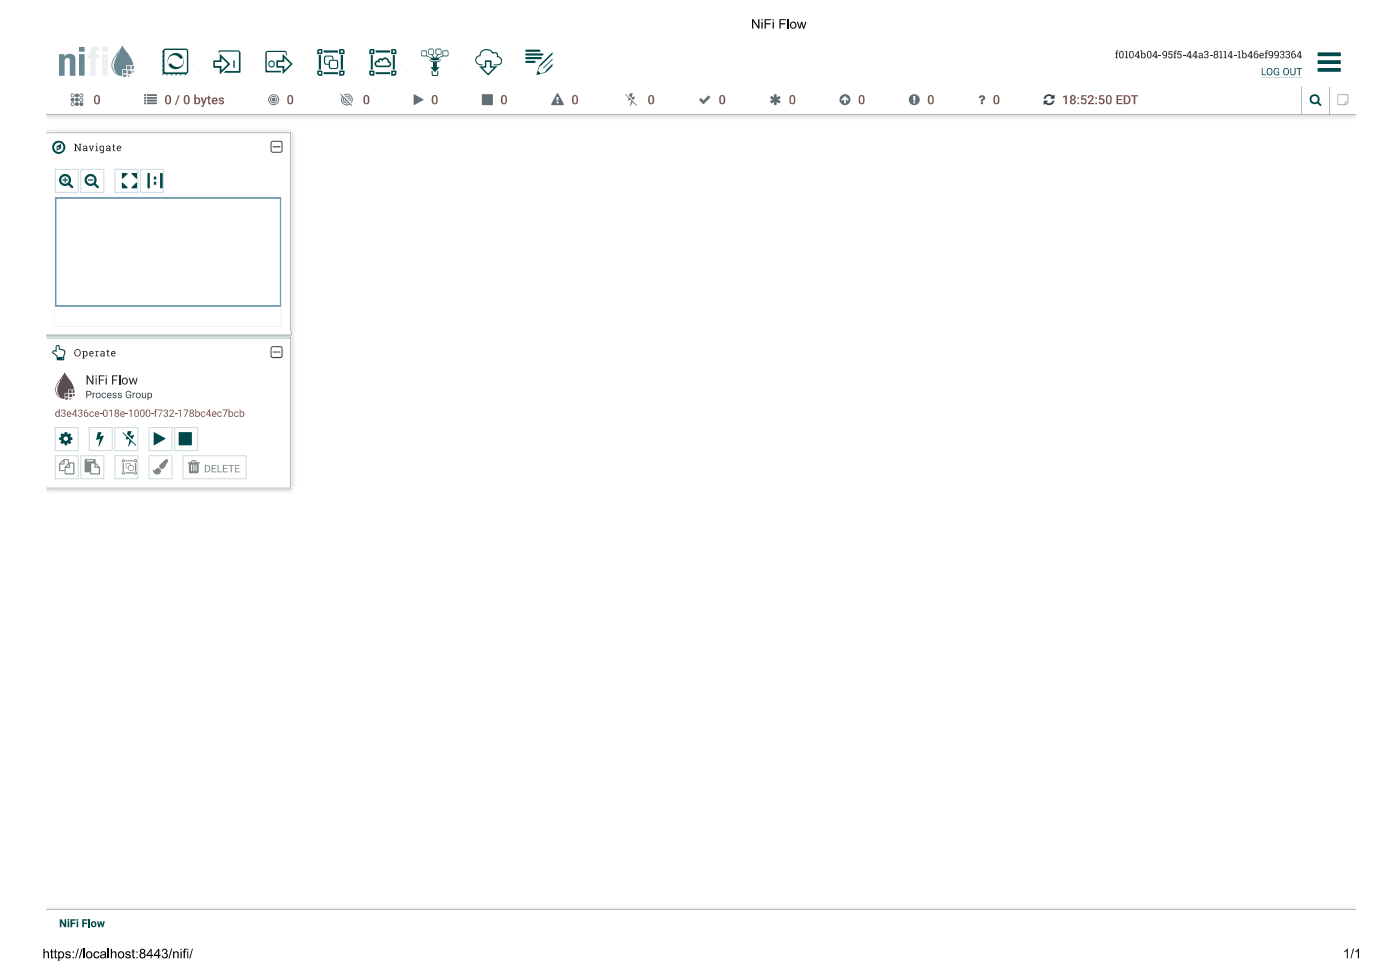 NiFi Flow
nifi
f0104b04-95f5-44a3-8114-1b46ef993364
LOG OUT
0 0 / 0 bytes 0 0 0 0 0 0 0 0 0 0 ? 0 18:52:50 EDT
Navigate
Operate
NiFi Flow
Process Group
d3e436ce-018e-1000-f732-178bc4ec7bcb
DELETE
NiFi Flow
https://localhost:8443/nifi/ 1/1